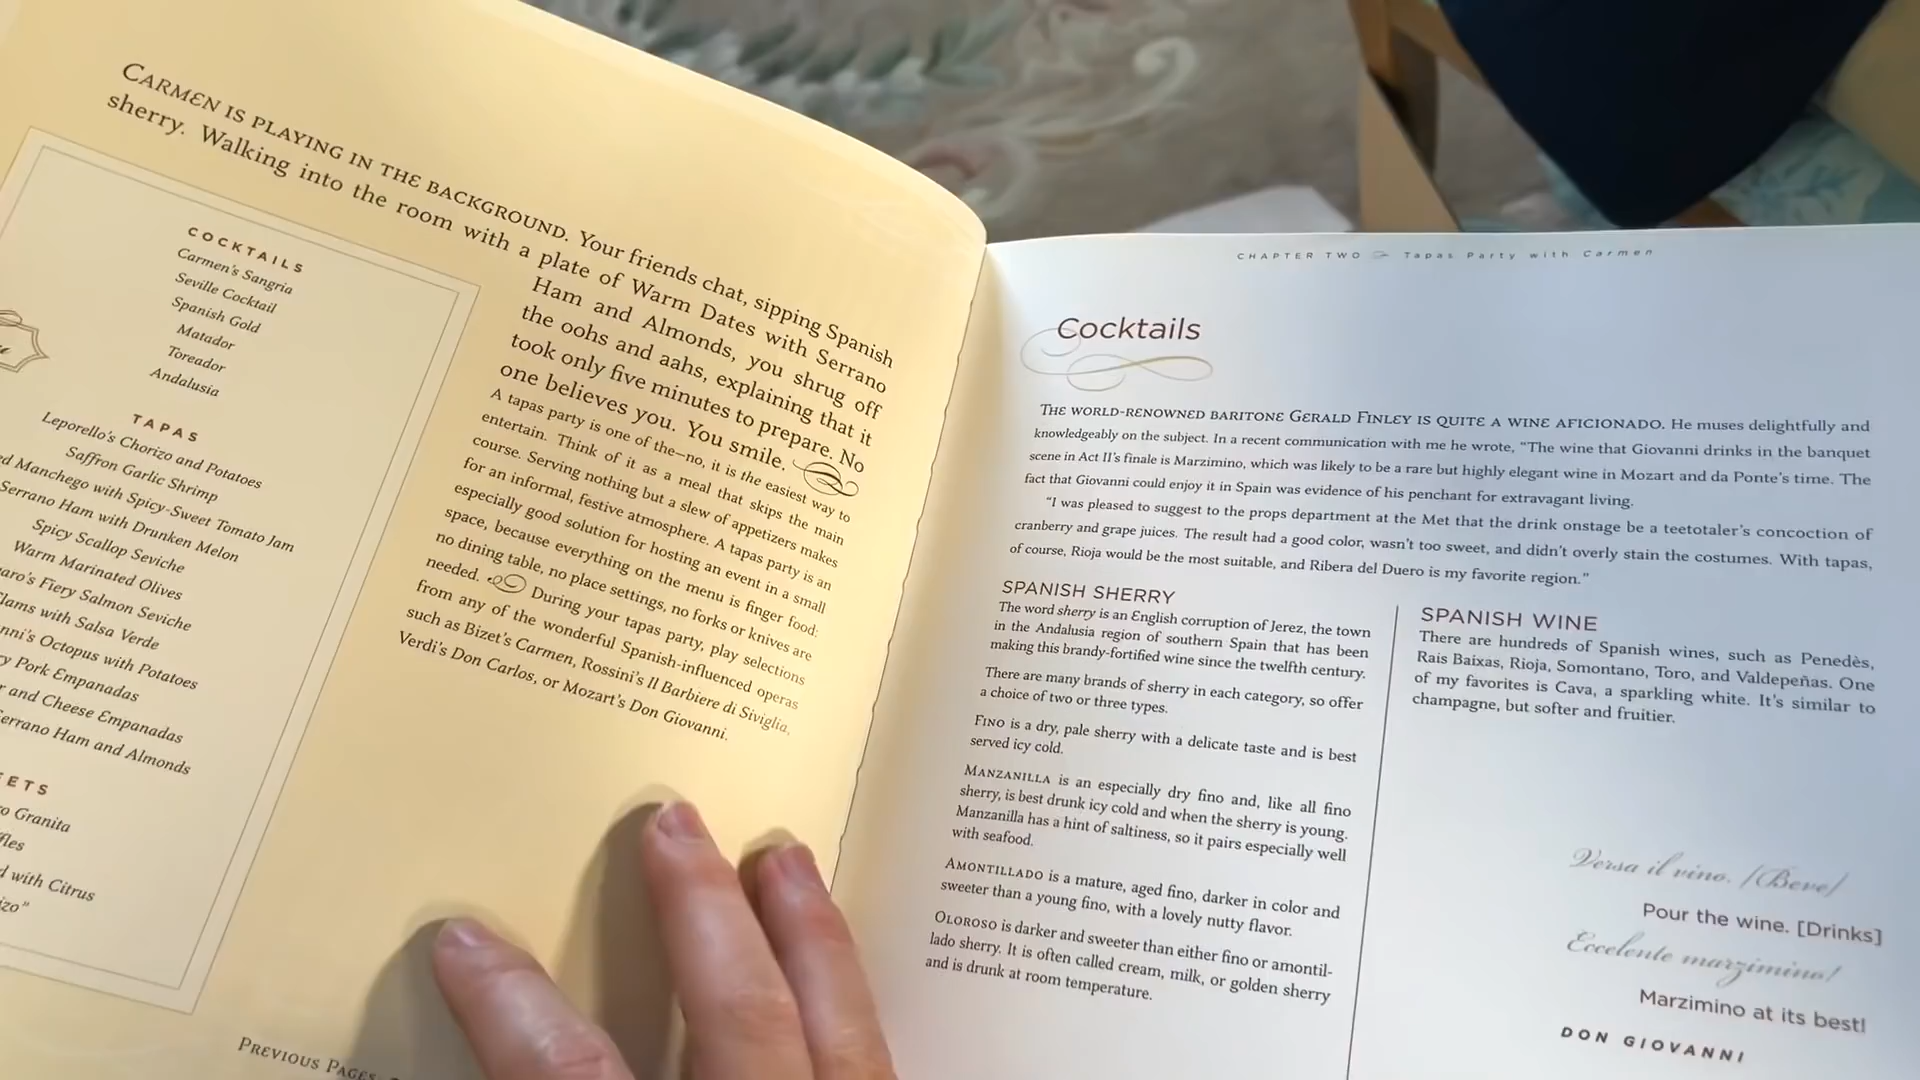 CARMEN IS PLAYING IN THE BACKGROUND. Your friends chat, sipping Spanish
sherry. Walking into the room with a plate of Warm Dates with Serrano
Ham and Almonds, you shrug off
the oohs and aahs, explaining that it
took only five minutes to prepare. No
one believes you. You smile.
A tapas party is one of the—no, it is the easiest way to
entertain. Think of it as a meal that skips the main
course. Serving nothing but a slew of appetizers makes
for an informal, festive atmosphere. A tapas party is an
especially good solution for hosting an event in a small
space, because everything on the menu is finger food:
no dining table, no place settings, no forks or knives are
needed. During your tapas party, play selections
from any of the wonderful Spanish-influenced operas
such as Bizet's Carmen, Rossini's Il Barbiere di Siviglia,
Verdi's Don Carlos, or Mozart's Don Giovanni.
COCKTAILS
Carmen's Sangria
Seville Cocktail
Spanish Gold
Matador
Toreador
Andalusia
TAPAS
Leporello's Chorizo and Potatoes
Saffron Garlic Shrimp
Manchego with Spicy-Sweet Tomato Jam
Serrano Ham with Drunken Melon
Spicy Scallop Seviche
Warm Marinated Olives
Fiery Salmon Seviche
with Salsa Verde
Octopus with Potatoes
Pork Empanadas
and Cheese Empanadas
Serrano Ham and Almonds
Granita
with Citrus
PREVIOUS PAGES:
CHAPTER TWO Tapas Party with Carmen
Cocktails
THE WORLD-RENOWNED BARITONE GERALD FINLEY IS QUITE A WINE AFICIONADO. He muses delightfully and
knowledgeably on the subject. In a recent communication with me he wrote, "The wine that Giovanni drinks in the banquet
scene in Act II's finale is Marzimino, which was likely to be a rare but highly elegant wine in Mozart and da Ponte's time. The
fact that Giovanni could enjoy it in Spain was evidence of his penchant for extravagant living.
"I was pleased to suggest to the props department at the Met that the drink onstage be a teetotaler's concoction of
cranberry and grape juices. The result had a good color, wasn't too sweet, and didn't overly stain the costumes. With tapas,
of course, Rioja would be the most suitable, and Ribera del Duero is my favorite region."
SPANISH SHERRY
The word sherry is an English corruption of Jerez, the town
in the Andalusia region of southern Spain that has been
making this brandy-fortified wine since the twelfth century.
There are many brands of sherry in each category, so offer
a choice of two or three types.
FINO is a dry, pale sherry with a delicate taste and is best
served icy cold.
MANZANILLA is an especially dry fino and, like all fino
sherry, is best drunk icy cold and when the sherry is young.
Manzanilla has a hint of saltiness, so it pairs especially well
with seafood.
AMONTILLADO is a mature, aged fino, darker in color and
sweeter than a young fino, with a lovely nutty flavor.
OLOROSO is darker and sweeter than either fino or amontil-
lado sherry. It is often called cream, milk, or golden sherry
and is drunk at room temperature.
SPANISH WINE
There are hundreds of Spanish wines, such as Penedès,
Rais Baixas, Rioja, Somontano, Toro, and Valdepeñas. One
of my favorites is Cava, a sparkling white. It's similar to
champagne, but softer and fruitier.
Versa il vino. [Beve]
Pour the wine. [Drinks]
Eccelente marzimino!
Marzimino at its best!
DON GIOVANNI